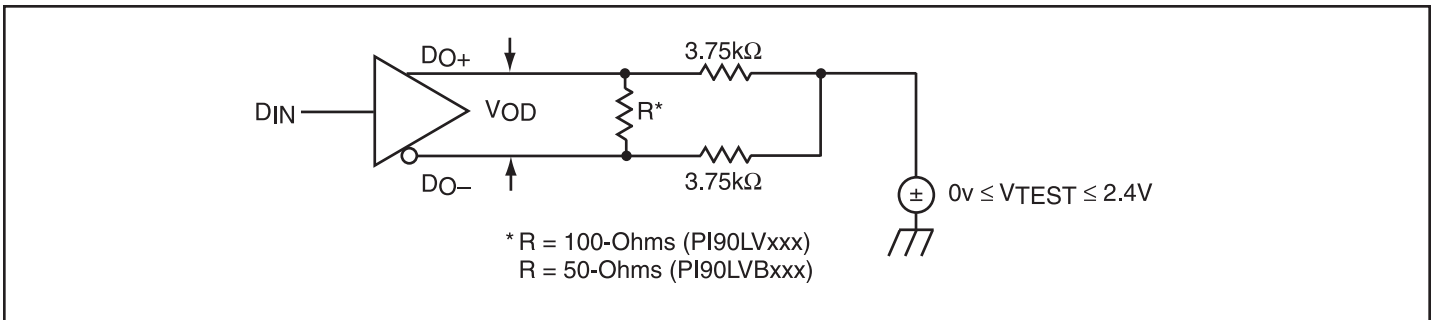 DO+
3.75kΩ
DIN
VOD
R*
DO–
3.75kΩ
±
0v ≤ VTEST ≤ 2.4V
* R = 100-Ohms (PI90LVxxx)
R = 50-Ohms (PI90LVBxxx)